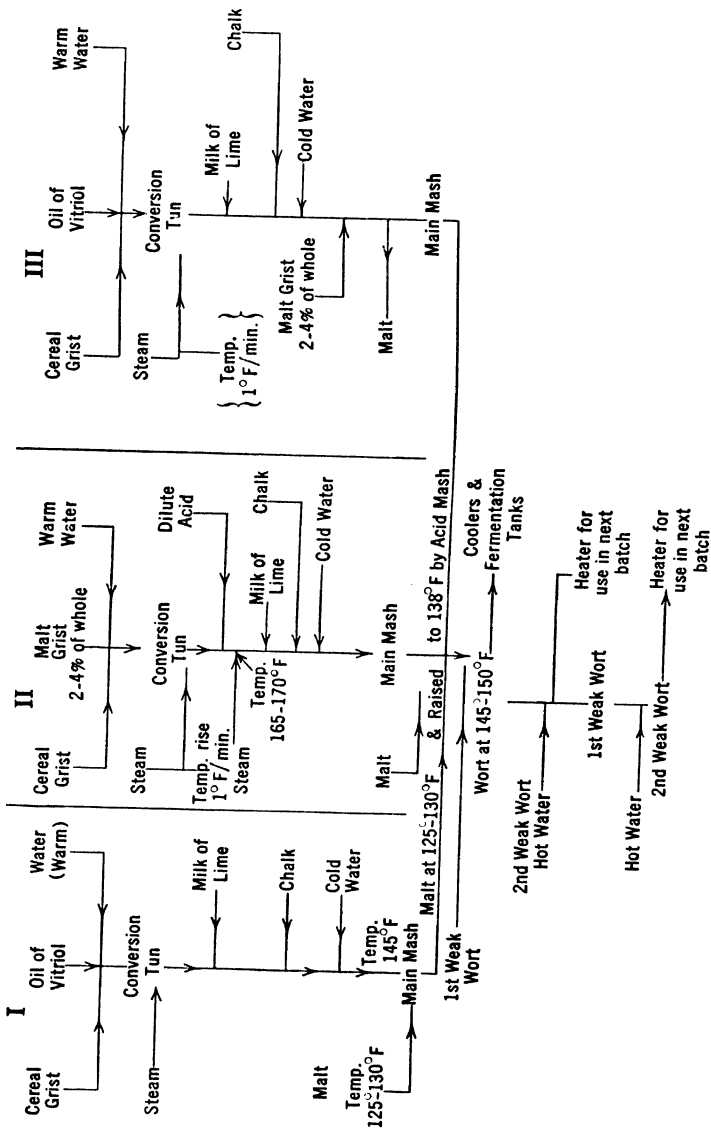 I
Cereal
Grist
Oil of
Vitriol
Water
(Warm)
Conversion
Tun
Steam
Milk of
Lime
Chalk
Cold
Water
Temp.
145°F
Malt
Temp.
125°-130°F
Main Mash
1st Weak
Wort
II
Cereal
Grist
Malt
Grist
2-4% of whole
Warm
Water
Conversion
Tun
Steam
Temp. rise
1°F/min.
Steam
Dilute
Acid
Temp.
165-170°F
Milk of
Lime
Chalk
Cold Water
Malt
Main Mash
Malt at 125°-130°F & Raised to 138°F by Acid Mash
Wort at 145°-150°F
Coolers &
Fermentation
Tanks
2nd Weak Wort
Hot Water
Heater for
use in next
batch
1st Weak Wort
Hot Water
2nd Weak Wort
Heater for
use in next
batch
III
Cereal
Grist
Oil of
Vitriol
Warm
Water
Conversion
Tun
Steam
{Temp.
1°F/min.}
Milk of
Lime
Chalk
Cold Water
Malt Grist
2-4% of whole
Malt
Main Mash